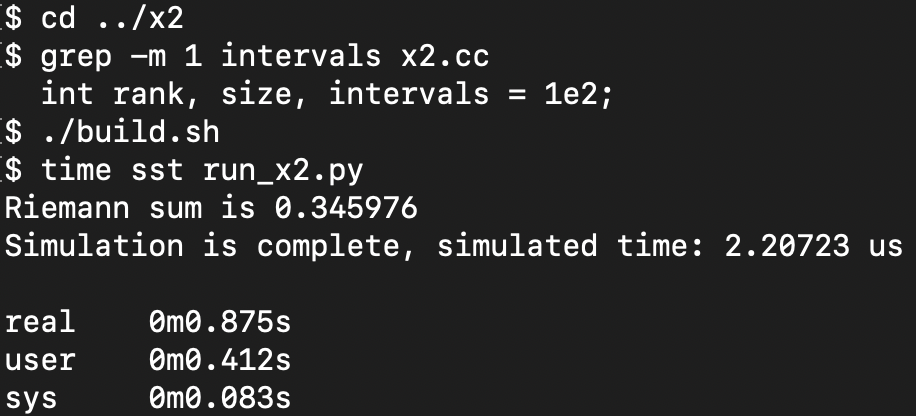 $ cd ../x2
$ grep -m 1 intervals x2.cc
  int rank, size, intervals = 1e2;
$ ./build.sh
$ time sst run_x2.py
Riemann sum is 0.345976
Simulation is complete, simulated time: 2.20723 us

real    0m0.875s
user    0m0.412s
sys     0m0.083s